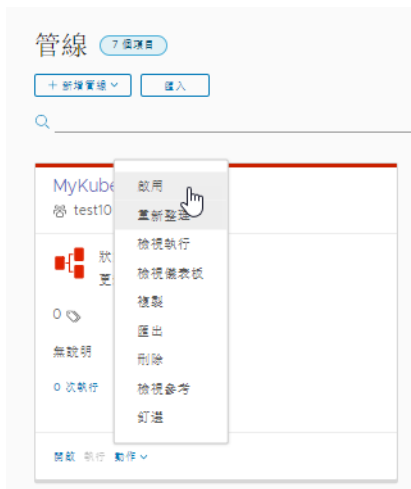 管線 7 個項目
+ 新增管線 匯入
MyKube
test10
啟用
重新整理
檢視執行
狀
檢視儀表板
更
複製
0
匯出
無說明
刪除
0 次執行
檢視參考
釘選
開啟 執行 動作